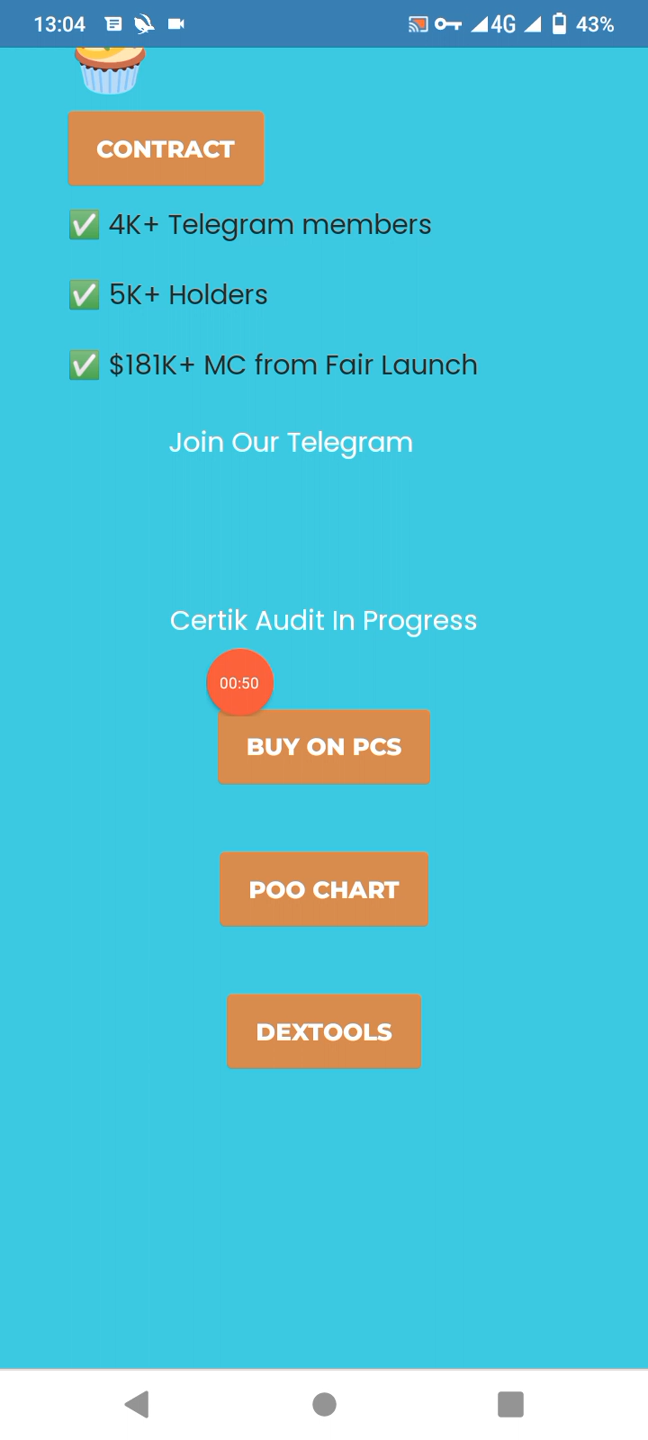 13:04 4G 43%
CONTRACT
✅ 4K+ Telegram members
✅ 5K+ Holders
✅ $181K+ MC from Fair Launch
Join Our Telegram
Certik Audit In Progress
00:50
BUY ON PCS
POO CHART
DEXTOOLS